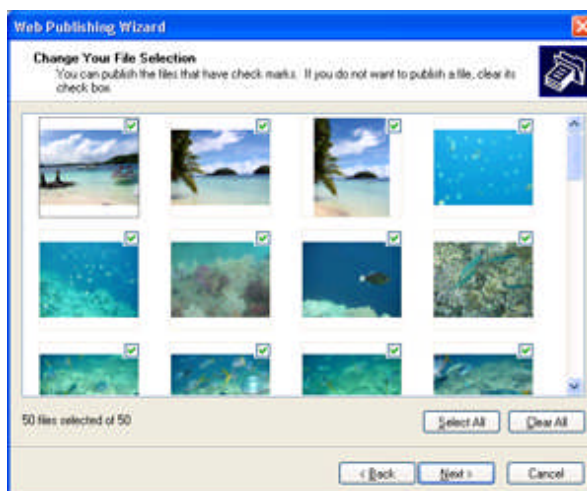 Web Publishing Wizard
Change Your File Selection
You can publish the files that have check marks. If you do not want to publish a file, clear its
check box.
50 files selected of 50
Select All
Clear All
< Back
Next >
Cancel